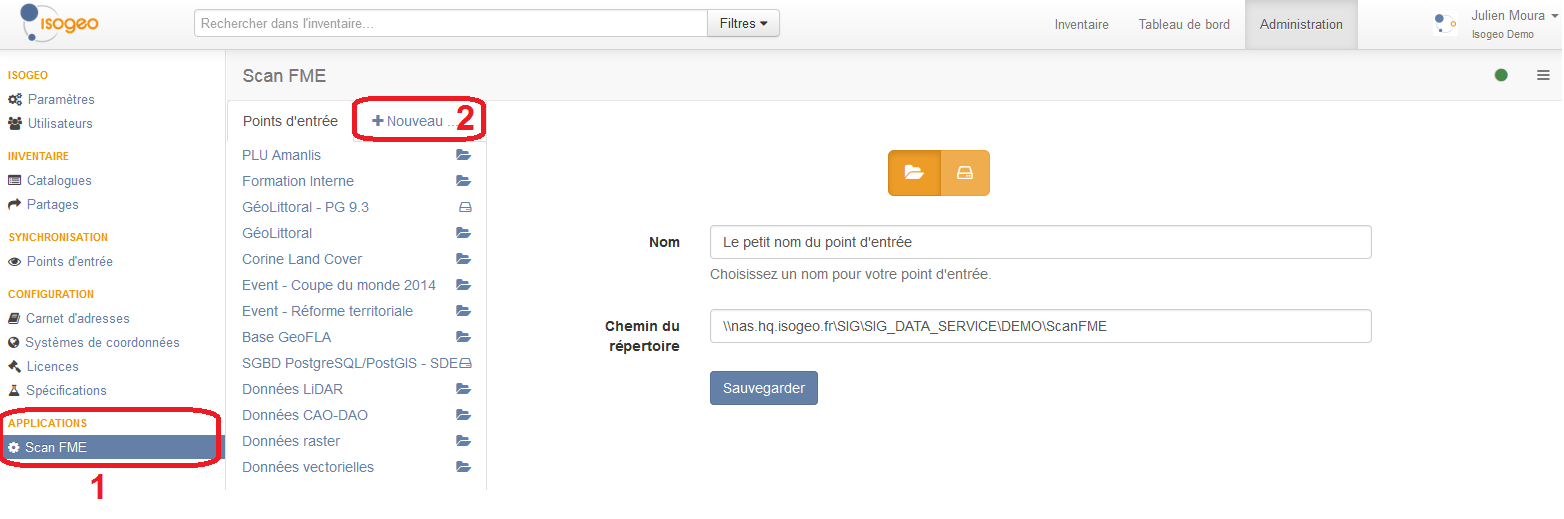 isogeo
Rechercher dans l'inventaire...
Filtres
Inventaire
Tableau de bord
Administration
Julien Moura
Isogeo Demo
ISOGEO
Paramètres
Utilisateurs
INVENTAIRE
Catalogues
Partages
SYNCHRONISATION
Points d'entrée
CONFIGURATION
Carnet d'adresses
Systèmes de coordonnées
Licences
Spécifications
APPLICATIONS
Scan FME
1
Scan FME
Points d'entrée
Nouveau ...
2
PLU Amanlis
Formation Interne
GéoLittoral - PG 9.3
GéoLittoral
Corine Land Cover
Event - Coupe du monde 2014
Event - Réforme territoriale
Base GeoFLA
SGBD PostgreSQL/PostGIS - SDE
Données LiDAR
Données CAO-DAO
Données raster
Données vectorielles
Nom
Le petit nom du point d'entrée
Choisissez un nom pour votre point d'entrée.
Chemin du
répertoire
\\nas.hq.isogeo.fr\SIG\SIG_DATA_SERVICE\DEMO\ScanFME
Sauvegarder